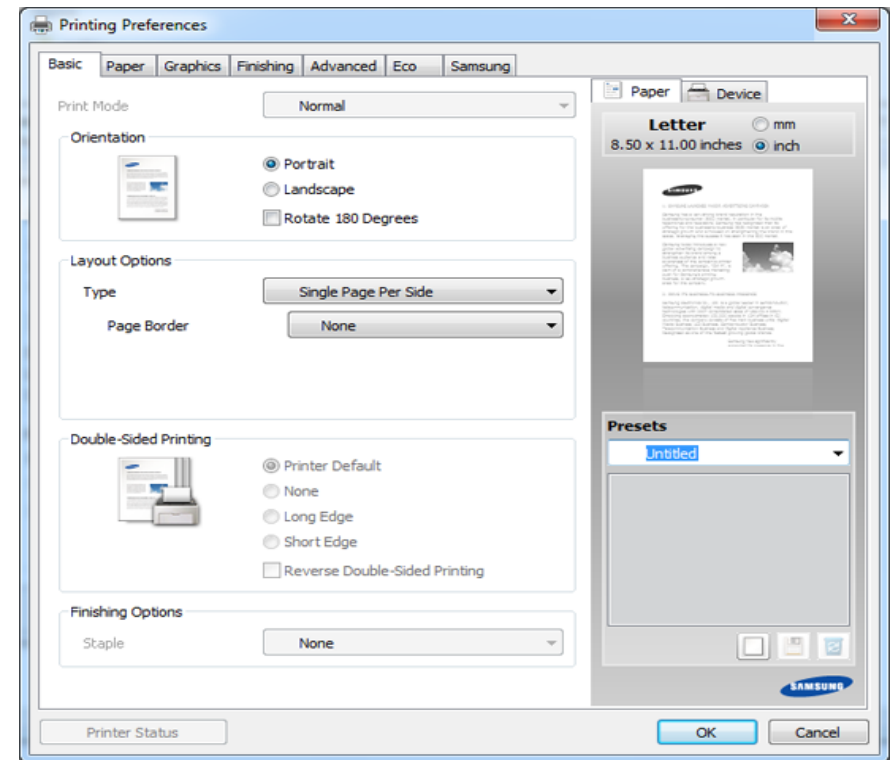 Printing Preferences
Basic Paper Graphics Finishing Advanced Eco Samsung
Print Mode Normal
Orientation
Portrait
Landscape
Rotate 180 Degrees
Layout Options
Type Single Page Per Side
Page Border None
Double-Sided Printing
Printer Default
None
Long Edge
Short Edge
Reverse Double-Sided Printing
Finishing Options
Staple None
Printer Status
Paper Device
Letter mm
8.50 x 11.00 inches inch
Presets
Untitled
SAMSUNG
OK Cancel